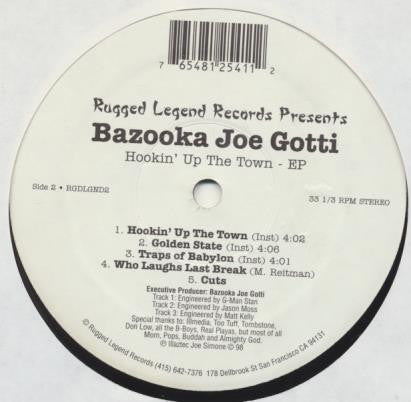 7 65481 25411 2
Rugged Legend Records Presents
Bazooka Joe Gotti
Hookin' Up The Town - EP
Side 2 • RGDLGND2
33 1/3 RPM STEREO
1. Hookin' Up The Town (Inst) 4:02
2. Golden State (Inst) 4:06
3. Traps of Babylon (Inst) 4:01
4. Who Laughs Last Break (M. Reitman)
5. Cuts
Executive Producer: Bazooka Joe Gotti
Track 1: Engineered by G-Man Stan
Track 2: Engineered by Jason Moss
Track 3: Engineered by Matt Kelly
Special thanks to: Illmedia, Too Tuff, Tombstone,
Don Low, all the B-Boys, Real Playas, but most of all
Mom, Pops, Buddah and Almighty God.
℗ Illaztec Joe Simone © 98
© Rugged Legend Records (415) 642-7376 178 Dellbrook St San Francisco CA 94131